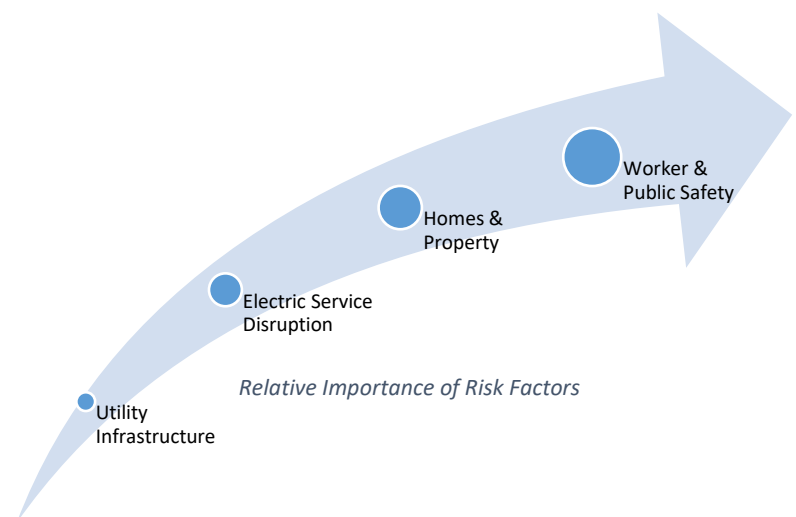 Worker &
Public Safety
Homes &
Property
Electric Service
Disruption
Relative Importance of Risk Factors
Utility
Infrastructure